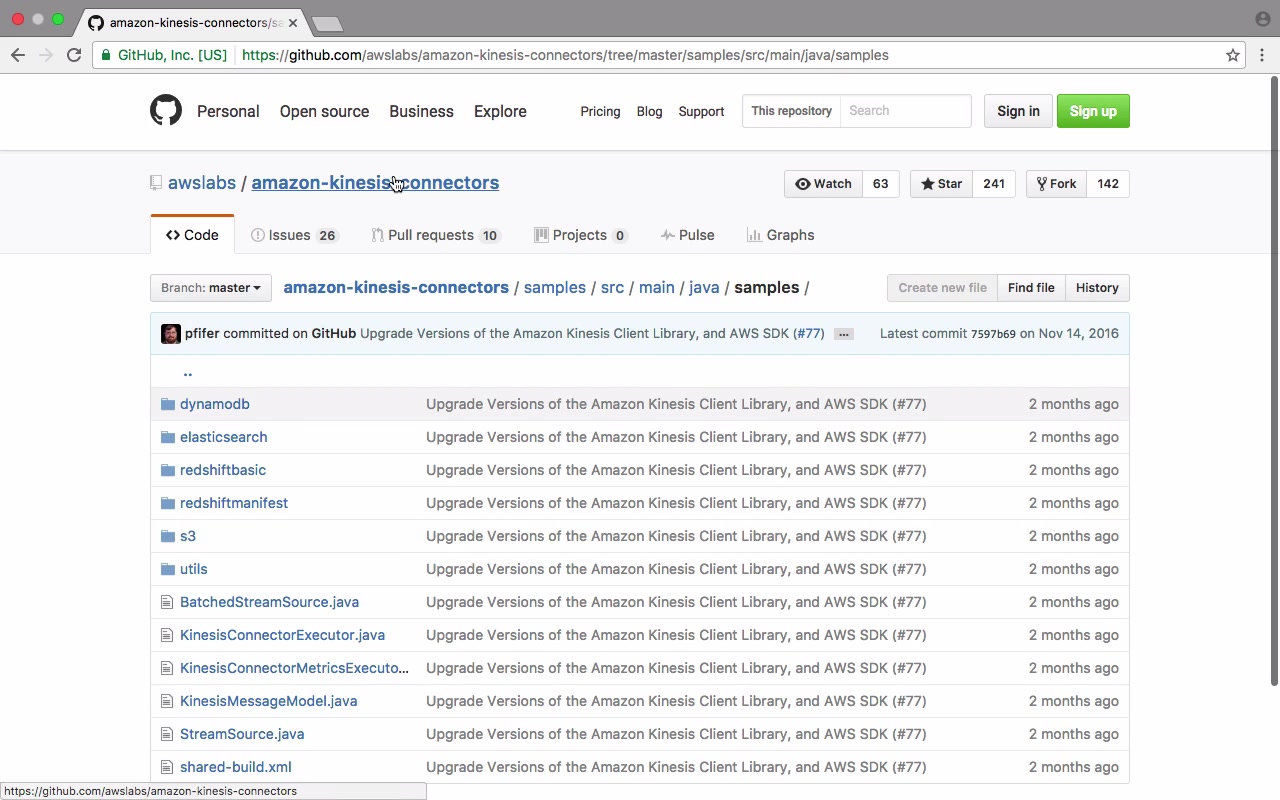 amazon-kinesis-connectors/sa
GitHub, Inc. [US] https://github.com/awslabs/amazon-kinesis-connectors/tree/master/samples/src/main/java/samples
Personal Open source Business Explore Pricing Blog Support This repository Search Sign in Sign up
awslabs / amazon-kinesis-connectors Watch 63 Star 241 Fork 142
Code Issues 26 Pull requests 10 Projects 0 Pulse Graphs
Branch: master amazon-kinesis-connectors / samples / src / main / java / samples / Create new file Find file History
pfifer committed on GitHub Upgrade Versions of the Amazon Kinesis Client Library, and AWS SDK (#77) ... Latest commit 7597b69 on Nov 14, 2016
..
dynamodb Upgrade Versions of the Amazon Kinesis Client Library, and AWS SDK (#77) 2 months ago
elasticsearch Upgrade Versions of the Amazon Kinesis Client Library, and AWS SDK (#77) 2 months ago
redshiftbasic Upgrade Versions of the Amazon Kinesis Client Library, and AWS SDK (#77) 2 months ago
redshiftmanifest Upgrade Versions of the Amazon Kinesis Client Library, and AWS SDK (#77) 2 months ago
s3 Upgrade Versions of the Amazon Kinesis Client Library, and AWS SDK (#77) 2 months ago
utils Upgrade Versions of the Amazon Kinesis Client Library, and AWS SDK (#77) 2 months ago
BatchedStreamSource.java Upgrade Versions of the Amazon Kinesis Client Library, and AWS SDK (#77) 2 months ago
KinesisConnectorExecutor.java Upgrade Versions of the Amazon Kinesis Client Library, and AWS SDK (#77) 2 months ago
KinesisConnectorMetricsExecuto... Upgrade Versions of the Amazon Kinesis Client Library, and AWS SDK (#77) 2 months ago
KinesisMessageModel.java Upgrade Versions of the Amazon Kinesis Client Library, and AWS SDK (#77) 2 months ago
StreamSource.java Upgrade Versions of the Amazon Kinesis Client Library, and AWS SDK (#77) 2 months ago
shared-build.xml Upgrade Versions of the Amazon Kinesis Client Library, and AWS SDK (#77) 2 months ago
https://github.com/awslabs/amazon-kinesis-connectors